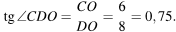 tg∠CDO = CO/DO = 6/8 = 0,75.